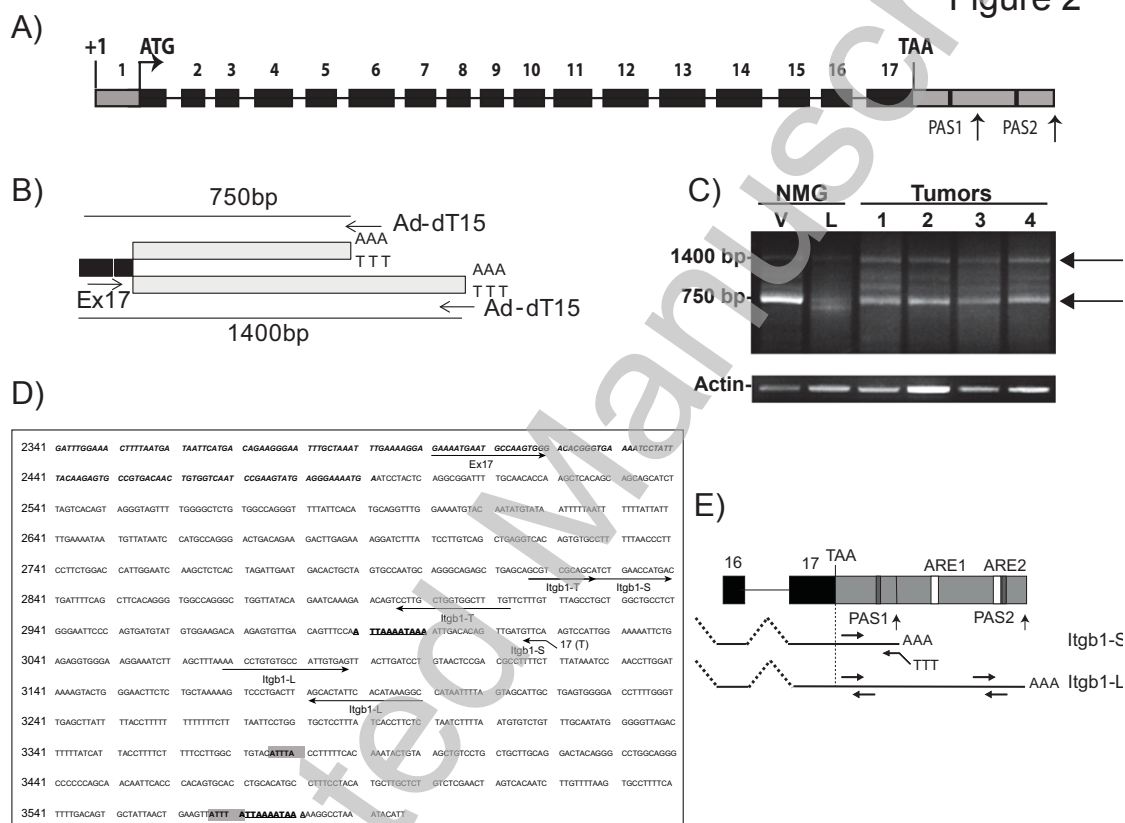 Figure 2
A)
+1 ATG TAA
1 2 3 4 5 6 7 8 9 10 11 12 13 14 15 16 17
PAS1 PAS2
B)
750bp
Ad-dT15
AAA
TTT
AAA
TTT
Ex17
Ad-dT15
1400bp
C)
NMG Tumors
V L 1 2 3 4
1400 bp-
750 bp-
Actin-
D)
2341 GATTTGGAAA CTTTTAATGA TAATTCATGA CAGAAGGGAA TTTGCTAAAT TTGAAAAGGA GAAAATGAAT GCCAAGTGGG ACACGGGTGA AAATCCTATT
Ex17
2441 TACAAGAGTG CCGTGACAAC TGTGGTCAAT CCGAAGTATG AGGGAAAATG AATCCTACTC AGGCGGATTT TGCAACACCA AGCTCACAGC AGCAGCATCT
2541 TAGTCACAGT AGGGTAGTTT TGGGGCTCTG TGGCCAGGGT TTTATTCACA TGCAGGTTTG GAAAATGTAC AATATGTATA ATTTTTAATT TTTTATTATT
2641 TTGAAAATAA TGTTATAATC CATGCCAGGG ACTGACAGAA GACTTGAGAA AGGATCTTTA TCCTTGTCAG CTGAGGTCAC AGTGTGCCTT TTTAACCCTT
2741 CCTTCTGGAC CATTGGAATC CAAGCTCTCAC TAGATTGAAT GACACTGCTA GTGCCAATGC AGGGCAGAGC TGAGCAGCGT CGCAGCATCT GAACCATGAC
Itgb1-T Itgb1-S
2841 TGATTTTCAG CTTCACAGGG TGGCCAGGGC TGGTTATACA GAATCAAAGA ACAGTCCTTG CTGGTGGCTT TGTTCTTTGT TTAGCCTGCT GGCTGCCTCT
Itgb1-T
2941 GGGAATTCCC AGTGATGTAT GTGGAAGACA AGAGTGTTGA CAGTTTCCAA TTAAAATAAA ATTGACACAG TTGATGTTCA AGTCCATTGG AAAAATTCTG
Itgb1-S 17 (T)
3041 AGAGGTGGGA AGGAAATCTT AGCTTTAAAA CCTGTGTGCC ATTGTGAGTT ACTTGATCCT GTAACTCCGA CGCCTTTTCT TTATAAATCC AACCTTGGAT
Itgb1-L
3141 AAAAGTACTGG GGAACTTCTC TGCTAAAAAG TCCCTGACTT AGCACTATTC ACATAAAGGC CATAATTTTA GTAGCATTGC TGAGTGGGGA CCTTTTGGGT
Itgb1-L
3241 TGAGCTTATT TTACCTTTTT TTTTTTTCTT TAATTCCTGG TGCTCCTTTA TCACCTTCTC TAATCTTTTA ATGTGTCTGT TTGCAATATG GGGGTTAGAC
3341 TTTTTATCAT TTACCTTTTCT TTTCCTTGGC TGTACATTTA CCTTTTTCAC AAATACTGTA AGCTGTCCTG GCTGCTTGCAG GACTACAGGG CCTGGCAGGG
3441 CCCCCCAGCA ACAATTCACC CACAGTGCAC CTGCACATGC CTTTCCTACA TGCTTGCTCT GTCTCGAACT AGTCACAATC TTGTTTTAAG TGCCTTTTCA
3541 TTTTGACAGT GCTATTAACT GAAGTTATTT ATTAAAATAA AAAGGCCTAA ATACATT
E)
16 17 TAA ARE1 ARE2
PAS1 PAS2
AAA Itgb1-S
TTT
AAA Itgb1-L
Accepted Manuscript